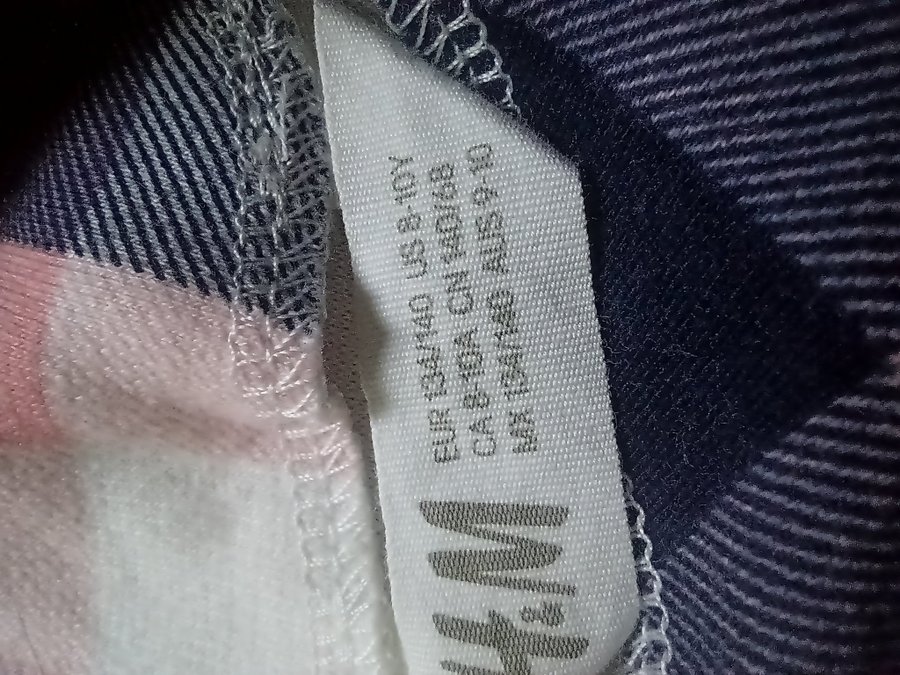 H&M
EUR 134/140 US 8-10Y
CA 8-10A CN 140/68
MX 134/140 AUS 9-10